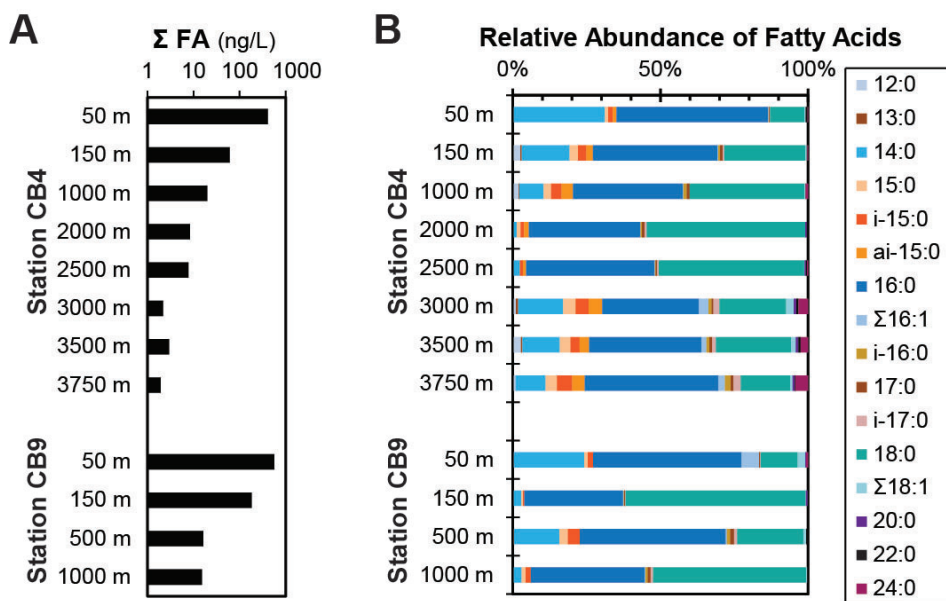 A
Σ FA (ng/L)
1 10 100 1000
Station CB4
50 m
150 m
1000 m
2000 m
2500 m
3000 m
3500 m
3750 m
Station CB9
50 m
150 m
500 m
1000 m
B
Relative Abundance of Fatty Acids
0% 50% 100%
Station CB4
50 m
150 m
1000 m
2000 m
2500 m
3000 m
3500 m
3750 m
Station CB9
50 m
150 m
500 m
1000 m
12:0
13:0
14:0
15:0
i-15:0
ai-15:0
16:0
Σ16:1
i-16:0
17:0
i-17:0
18:0
Σ18:1
20:0
22:0
24:0